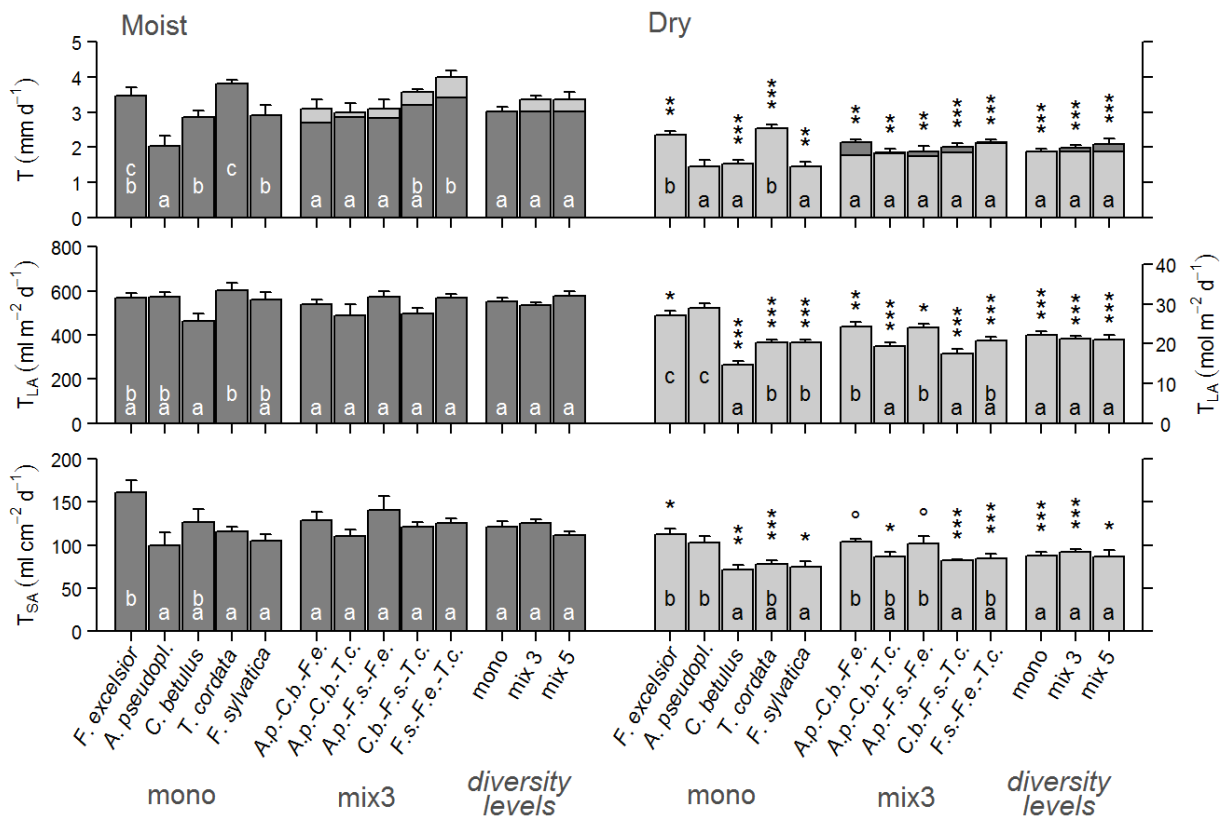 Moist Dry
T (mm d⁻¹)
5
4
3
2
1
0
c
b a b c b
a a a b
a b
a a a
** *** *** **
b a a b a
** ** ** *** ***
a a a a a
*** *** ***
a a a
T_LA (ml m⁻² d⁻¹)
800
600
400
200
0
b
a b
a a b b
a
a a a a a
a a a
* *** *** ***
c c a b b
** *** * *** ***
b a b a b
a
*** *** ***
a a a
40
30
20
10
0
T_LA (mol m⁻² d⁻¹)
T_SA (ml cm⁻² d⁻¹)
200
150
100
50
0
b a b
a a a
a a a a a
a a a
* ** *** *
b b a b
a a
° * ° *** ***
b b
a b a b
a
*** *** *
a a a
F. excelsior
A. pseudopl.
C. betulus
T. cordata
F. sylvatica
A.p.-C.b.-F.e.
A.p.-C.b.-T.c.
A.p.-F.s.-F.e.
C.b.-F.s.-T.c.
F.s.-F.e.-T.c.
mono
mix 3
mix 5
F. excelsior
A. pseudopl.
C. betulus
T. cordata
F. sylvatica
A.p.-C.b.-F.e.
A.p.-C.b.-T.c.
A.p.-F.s.-F.e.
C.b.-F.s.-T.c.
F.s.-F.e.-T.c.
mono
mix 3
mix 5
mono mix3 diversity
levels
mono mix3 diversity
levels